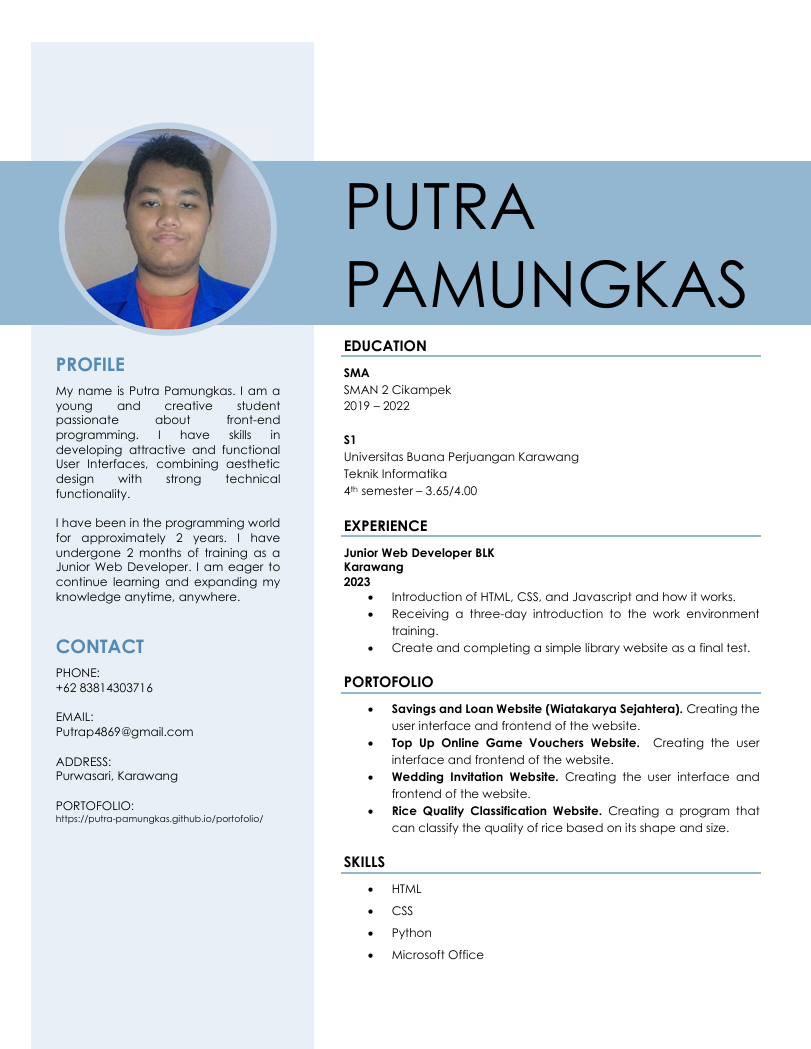 PUTRA
PAMUNGKAS
PROFILE
My name is Putra Pamungkas. I am a
young and creative student
passionate about front-end
programming. I have skills in
developing attractive and functional
User Interfaces, combining aesthetic
design with strong technical
functionality.
I have been in the programming world
for approximately 2 years. I have
undergone 2 months of training as a
Junior Web Developer. I am eager to
continue learning and expanding my
knowledge anytime, anywhere.
CONTACT
PHONE:
+62 83814303716
EMAIL:
Putrap4869@gmail.com
ADDRESS:
Purwasari, Karawang
PORTOFOLIO:
https://putra-pamungkas.github.io/portofolio/
EDUCATION
SMA
SMAN 2 Cikampek
2019 – 2022
S1
Universitas Buana Perjuangan Karawang
Teknik Informatika
4th semester – 3.65/4.00
EXPERIENCE
Junior Web Developer BLK
Karawang
2023
• Introduction of HTML, CSS, and Javascript and how it works.
• Receiving a three-day introduction to the work environment
training.
• Create and completing a simple library website as a final test.
PORTOFOLIO
• Savings and Loan Website (Wiatakarya Sejahtera). Creating the
user interface and frontend of the website.
• Top Up Online Game Vouchers Website. Creating the user
interface and frontend of the website.
• Wedding Invitation Website. Creating the user interface and
frontend of the website.
• Rice Quality Classification Website. Creating a program that
can classify the quality of rice based on its shape and size.
SKILLS
• HTML
• CSS
• Python
• Microsoft Office